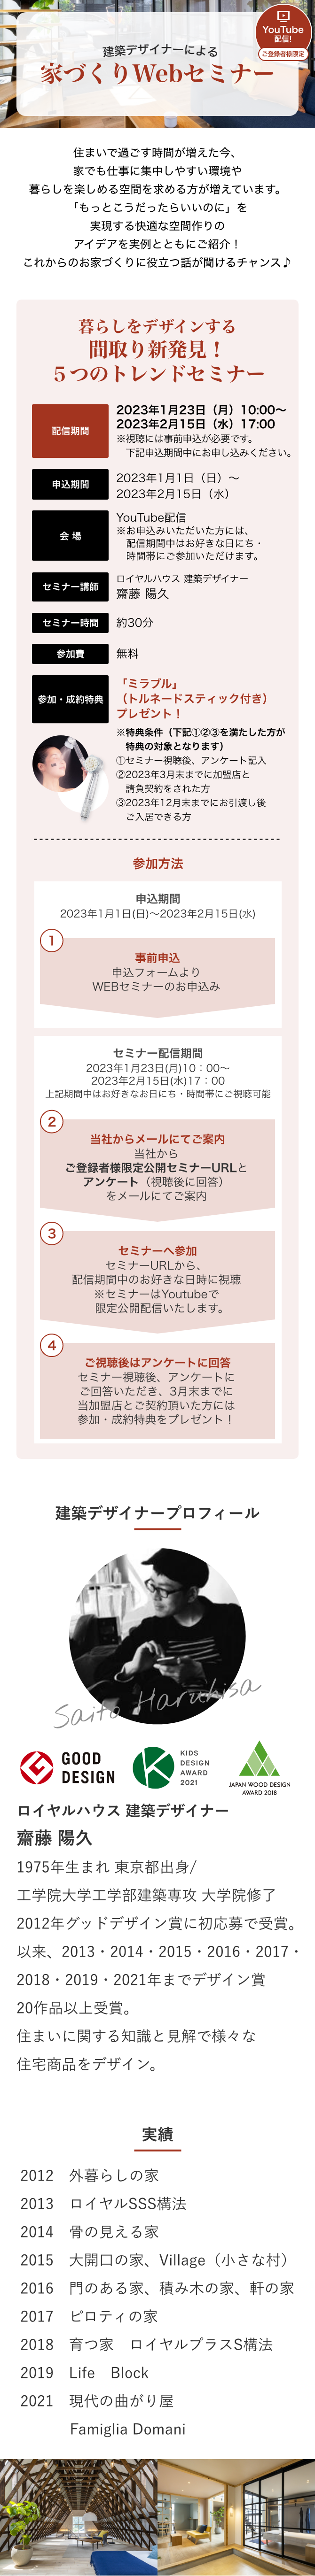 YouTube
配信!
ご登録者様限定
建築デザイナーによる
家づくりWebセミナー
住まいで過ごす時間が増えた今、
家でも仕事に集中しやすい環境や
暮らしを楽しめる空間を求める方が増えています。
「もっとこうだったらいいのに」を
実現する快適な空間作りの
アイデアを実例とともにご紹介！
これからのお家づくりに役立つ話が聞けるチャンス♪
暮らしをデザインする
間取り新発見！
５つのトレンドセミナー
配信期間
2023年1月23日（月）10:00〜
2023年2月15日（水）17:00
※視聴には事前申込が必要です。
下記申込期間中にお申し込みください。
申込期間
2023年1月1日（日）〜
2023年2月15日（水）
会 場
YouTube配信
※お申込みいただいた方には、
配信期間中はお好きな日にち・
時間帯にご参加いただけます。
セミナー講師
ロイヤルハウス 建築デザイナー
齋藤 陽久
セミナー時間
約30分
参加費
無料
参加・成約特典
「ミラブル」
（トルネードスティック付き）
プレゼント！
※特典条件（下記①②③を満たした方が
特典の対象となります）
①セミナー視聴後、アンケート記入
②2023年3月末までに加盟店と
請負契約をされた方
③2023年12月末までにお引渡し後
ご入居できる方
参加方法
申込期間
2023年1月1日(日)〜2023年2月15日(水)
1
事前申込
申込フォームより
WEBセミナーのお申込み
セミナー配信期間
2023年1月23日(月)10：00〜
2023年2月15日(水)17：00
上記期間中はお好きなお日にち・時間帯にご視聴可能
2
当社からメールにてご案内
当社から
ご登録者様限定公開セミナーURLと
アンケート（視聴後に回答）
をメールにてご案内
3
セミナーへ参加
セミナーURLから、
配信期間中のお好きな日時に視聴
※セミナーはYoutubeで
限定公開配信いたします。
4
ご視聴後はアンケートに回答
セミナー視聴後、アンケートに
ご回答いただき、3月末までに
当加盟店とご契約頂いた方には
参加・成約特典をプレゼント！
建築デザイナープロフィール
Saito Haruhisa
GOOD
DESIGN
KIDS
DESIGN
AWARD
2021
JAPAN WOOD DESIGN
AWARD 2018
ロイヤルハウス 建築デザイナー
齋藤 陽久
1975年生まれ 東京都出身/
工学院大学工学部建築専攻 大学院修了
2012年グッドデザイン賞に初応募で受賞。
以来、2013・2014・2015・2016・2017・
2018・2019・2021年までデザイン賞
20作品以上受賞。
住まいに関する知識と見解で様々な
住宅商品をデザイン。
実績
2012 外暮らしの家
2013 ロイヤルSSS構法
2014 骨の見える家
2015 大開口の家、Village（小さな村）
2016 門のある家、積み木の家、軒の家
2017 ピロティの家
2018 育つ家　ロイヤルプラスS構法
2019 Life　Block
2021 現代の曲がり屋
Famiglia Domani